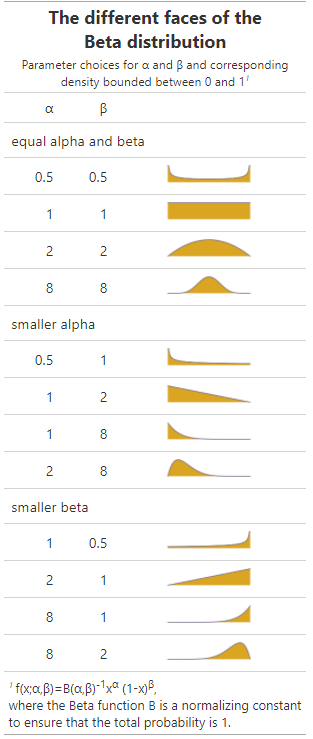 The different faces of the
Beta distribution
Parameter choices for α and β and corresponding
density bounded between 0 and 1¹
α β
equal alpha and beta
0.5 0.5
1 1
2 2
8 8
smaller alpha
0.5 1
1 2
1 8
2 8
smaller beta
1 0.5
2 1
8 1
8 2
¹ f(x;α,β)=B(α,β)⁻¹xᵅ (1-x)ᵝ,
where the Beta function B is a normalizing constant
to ensure that the total probability is 1.